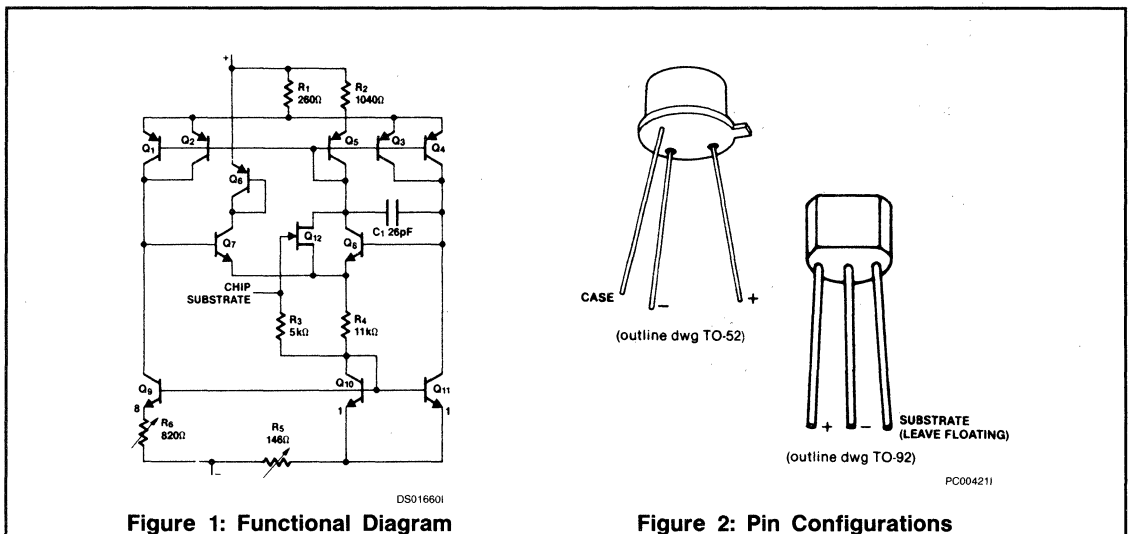 +
R1
260Ω
R2
1040Ω
Q1
Q2
Q5
Q3
Q4
Q6
Q7
Q12
C1 26pF
Q8
CHIP
SUBSTRATE
R3
5kΩ
R4
11kΩ
Q9
Q10
Q11
8
1
1
R6
820Ω
R5
146Ω
−
DS01660I
Figure 1: Functional Diagram
CASE
−
+
(outline dwg TO-52)
+
−
SUBSTRATE
(LEAVE FLOATING)
(outline dwg TO-92)
PC00421I
Figure 2: Pin Configurations